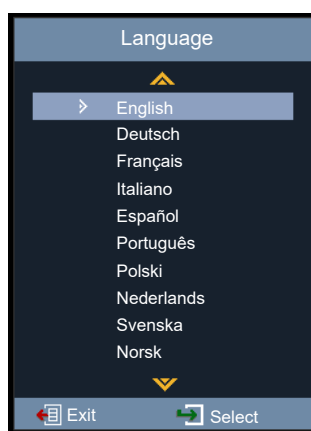 Language
English
Deutsch
Français
Italiano
Español
Português
Polski
Nederlands
Svenska
Norsk
Exit Select